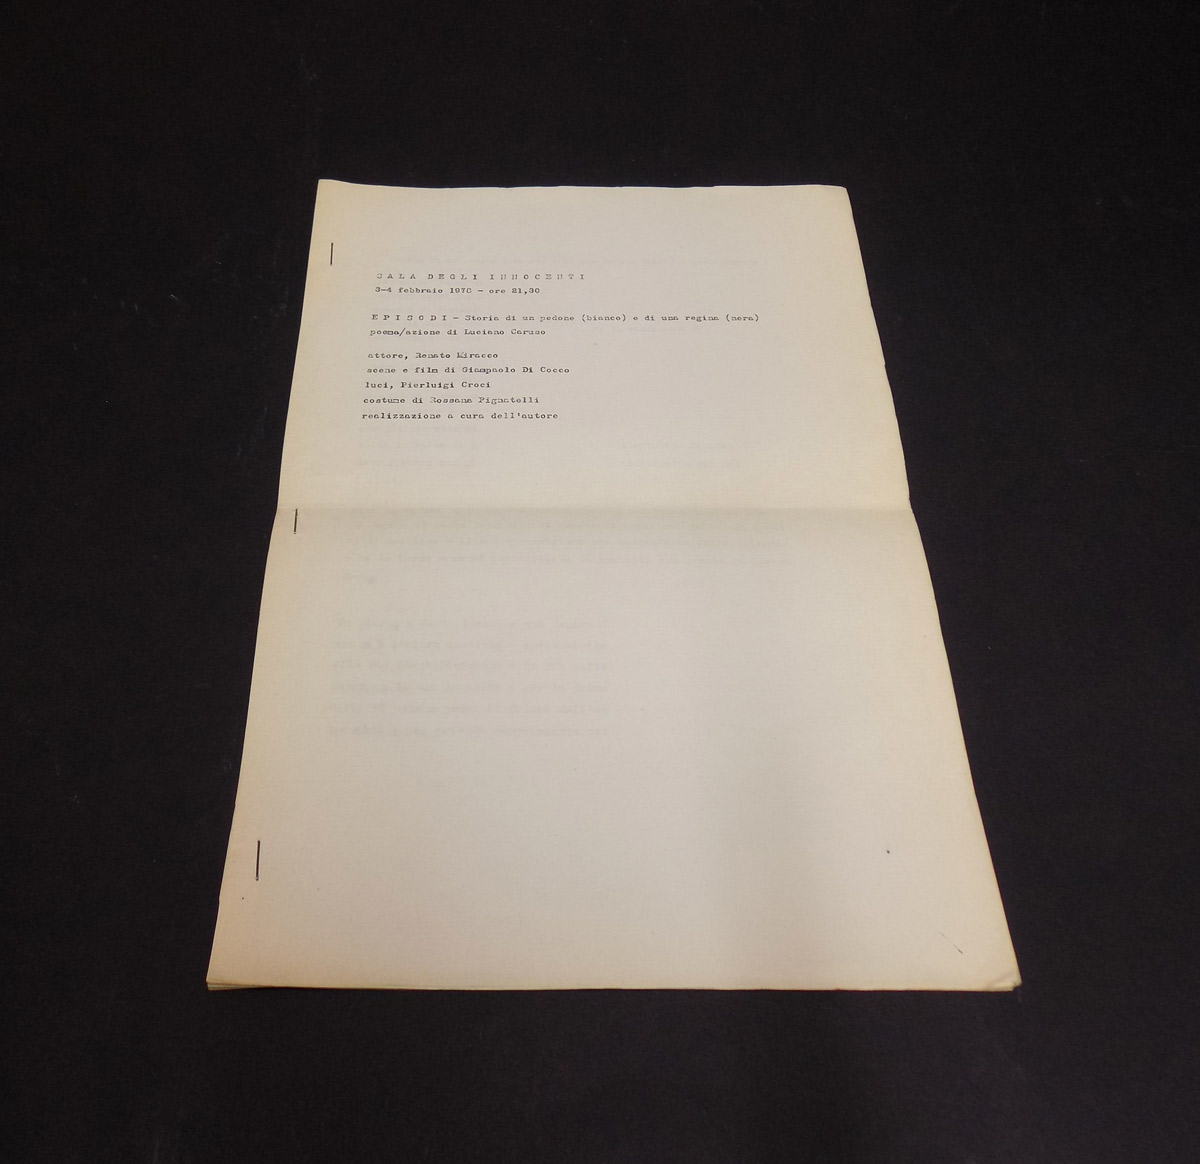 SALA DEGLI INNOCENTI
3-4 febbraio 1978 - ore 21,30
EPISODI - Storia di un pedone (bianco) e di una regina (nera)
poema/azione di Luciano Caruso
attore, Renato Miracco
scene e film di Giampaolo Di Cocco
luci, Pierluigi Croci
costume di Rossana Pignatelli
realizzazione a cura dell'autore